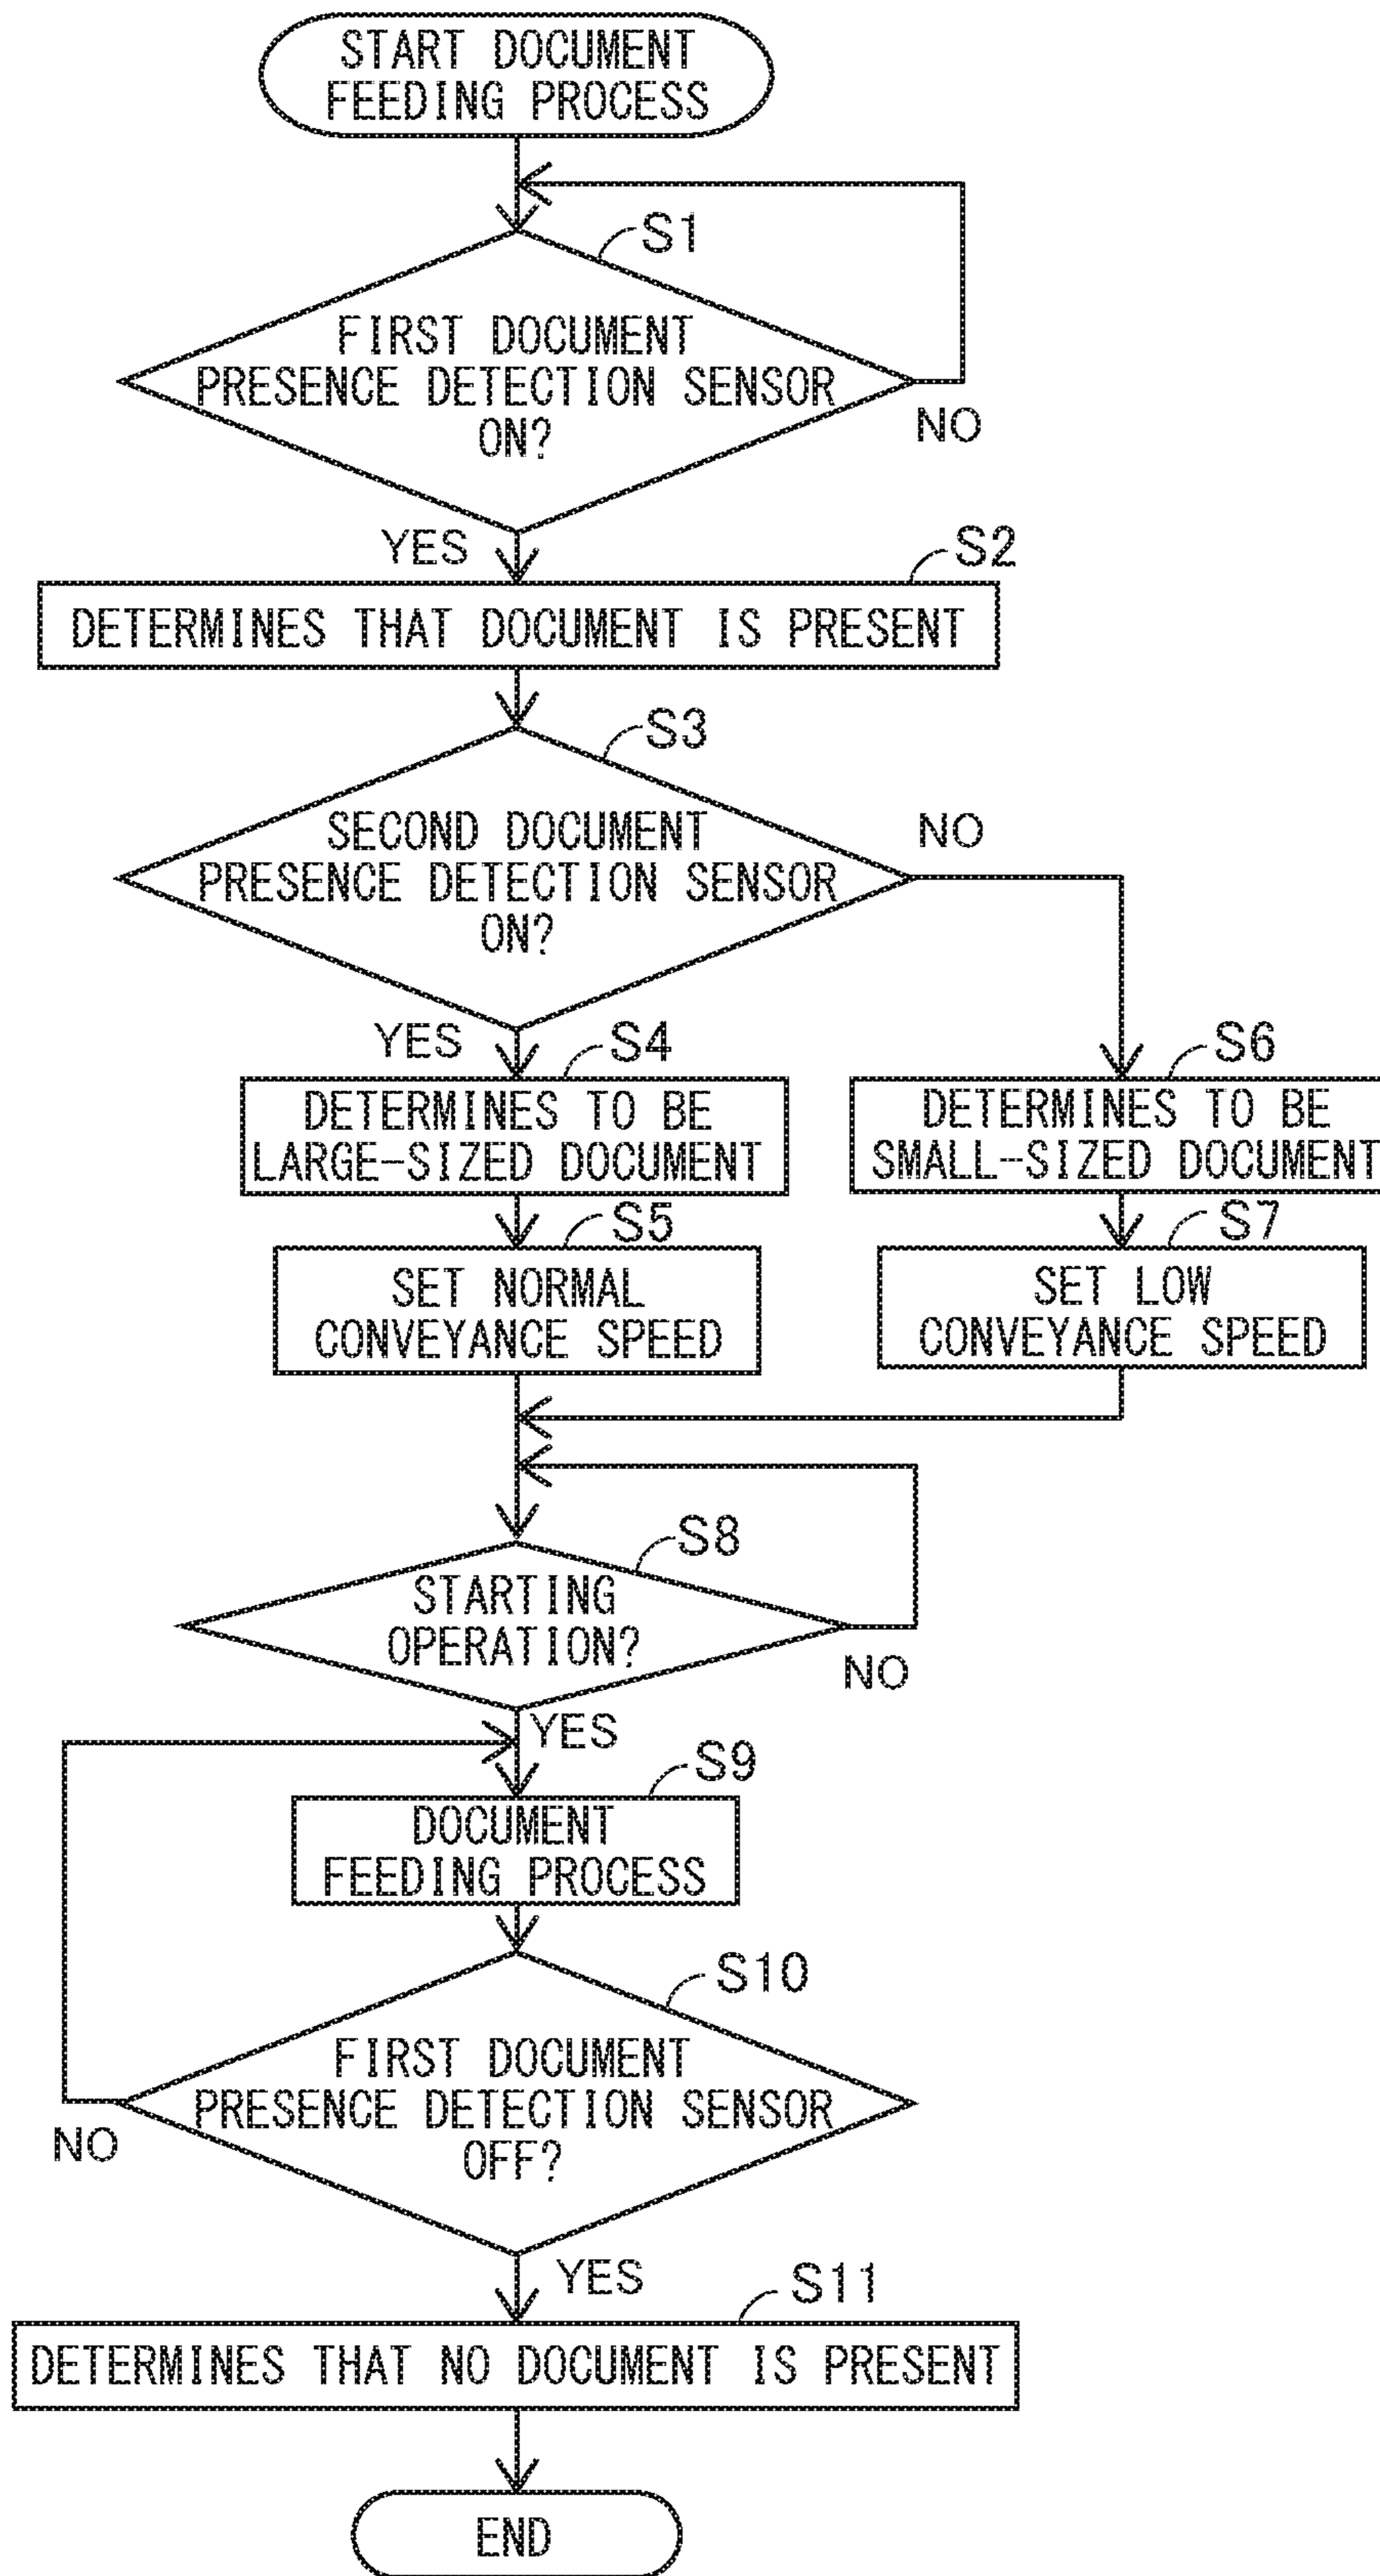 START DOCUMENT
FEEDING PROCESS
S1
FIRST DOCUMENT
PRESENCE DETECTION SENSOR
ON?
NO
YES
S2
DETERMINES THAT DOCUMENT IS PRESENT
S3
SECOND DOCUMENT
PRESENCE DETECTION SENSOR
ON?
NO
YES
S4
DETERMINES TO BE
LARGE-SIZED DOCUMENT
S6
DETERMINES TO BE
SMALL-SIZED DOCUMENT
S5
SET NORMAL
CONVEYANCE SPEED
S7
SET LOW
CONVEYANCE SPEED
S8
STARTING
OPERATION?
NO
YES
S9
DOCUMENT
FEEDING PROCESS
S10
FIRST DOCUMENT
PRESENCE DETECTION SENSOR
OFF?
NO
YES
S11
DETERMINES THAT NO DOCUMENT IS PRESENT
END